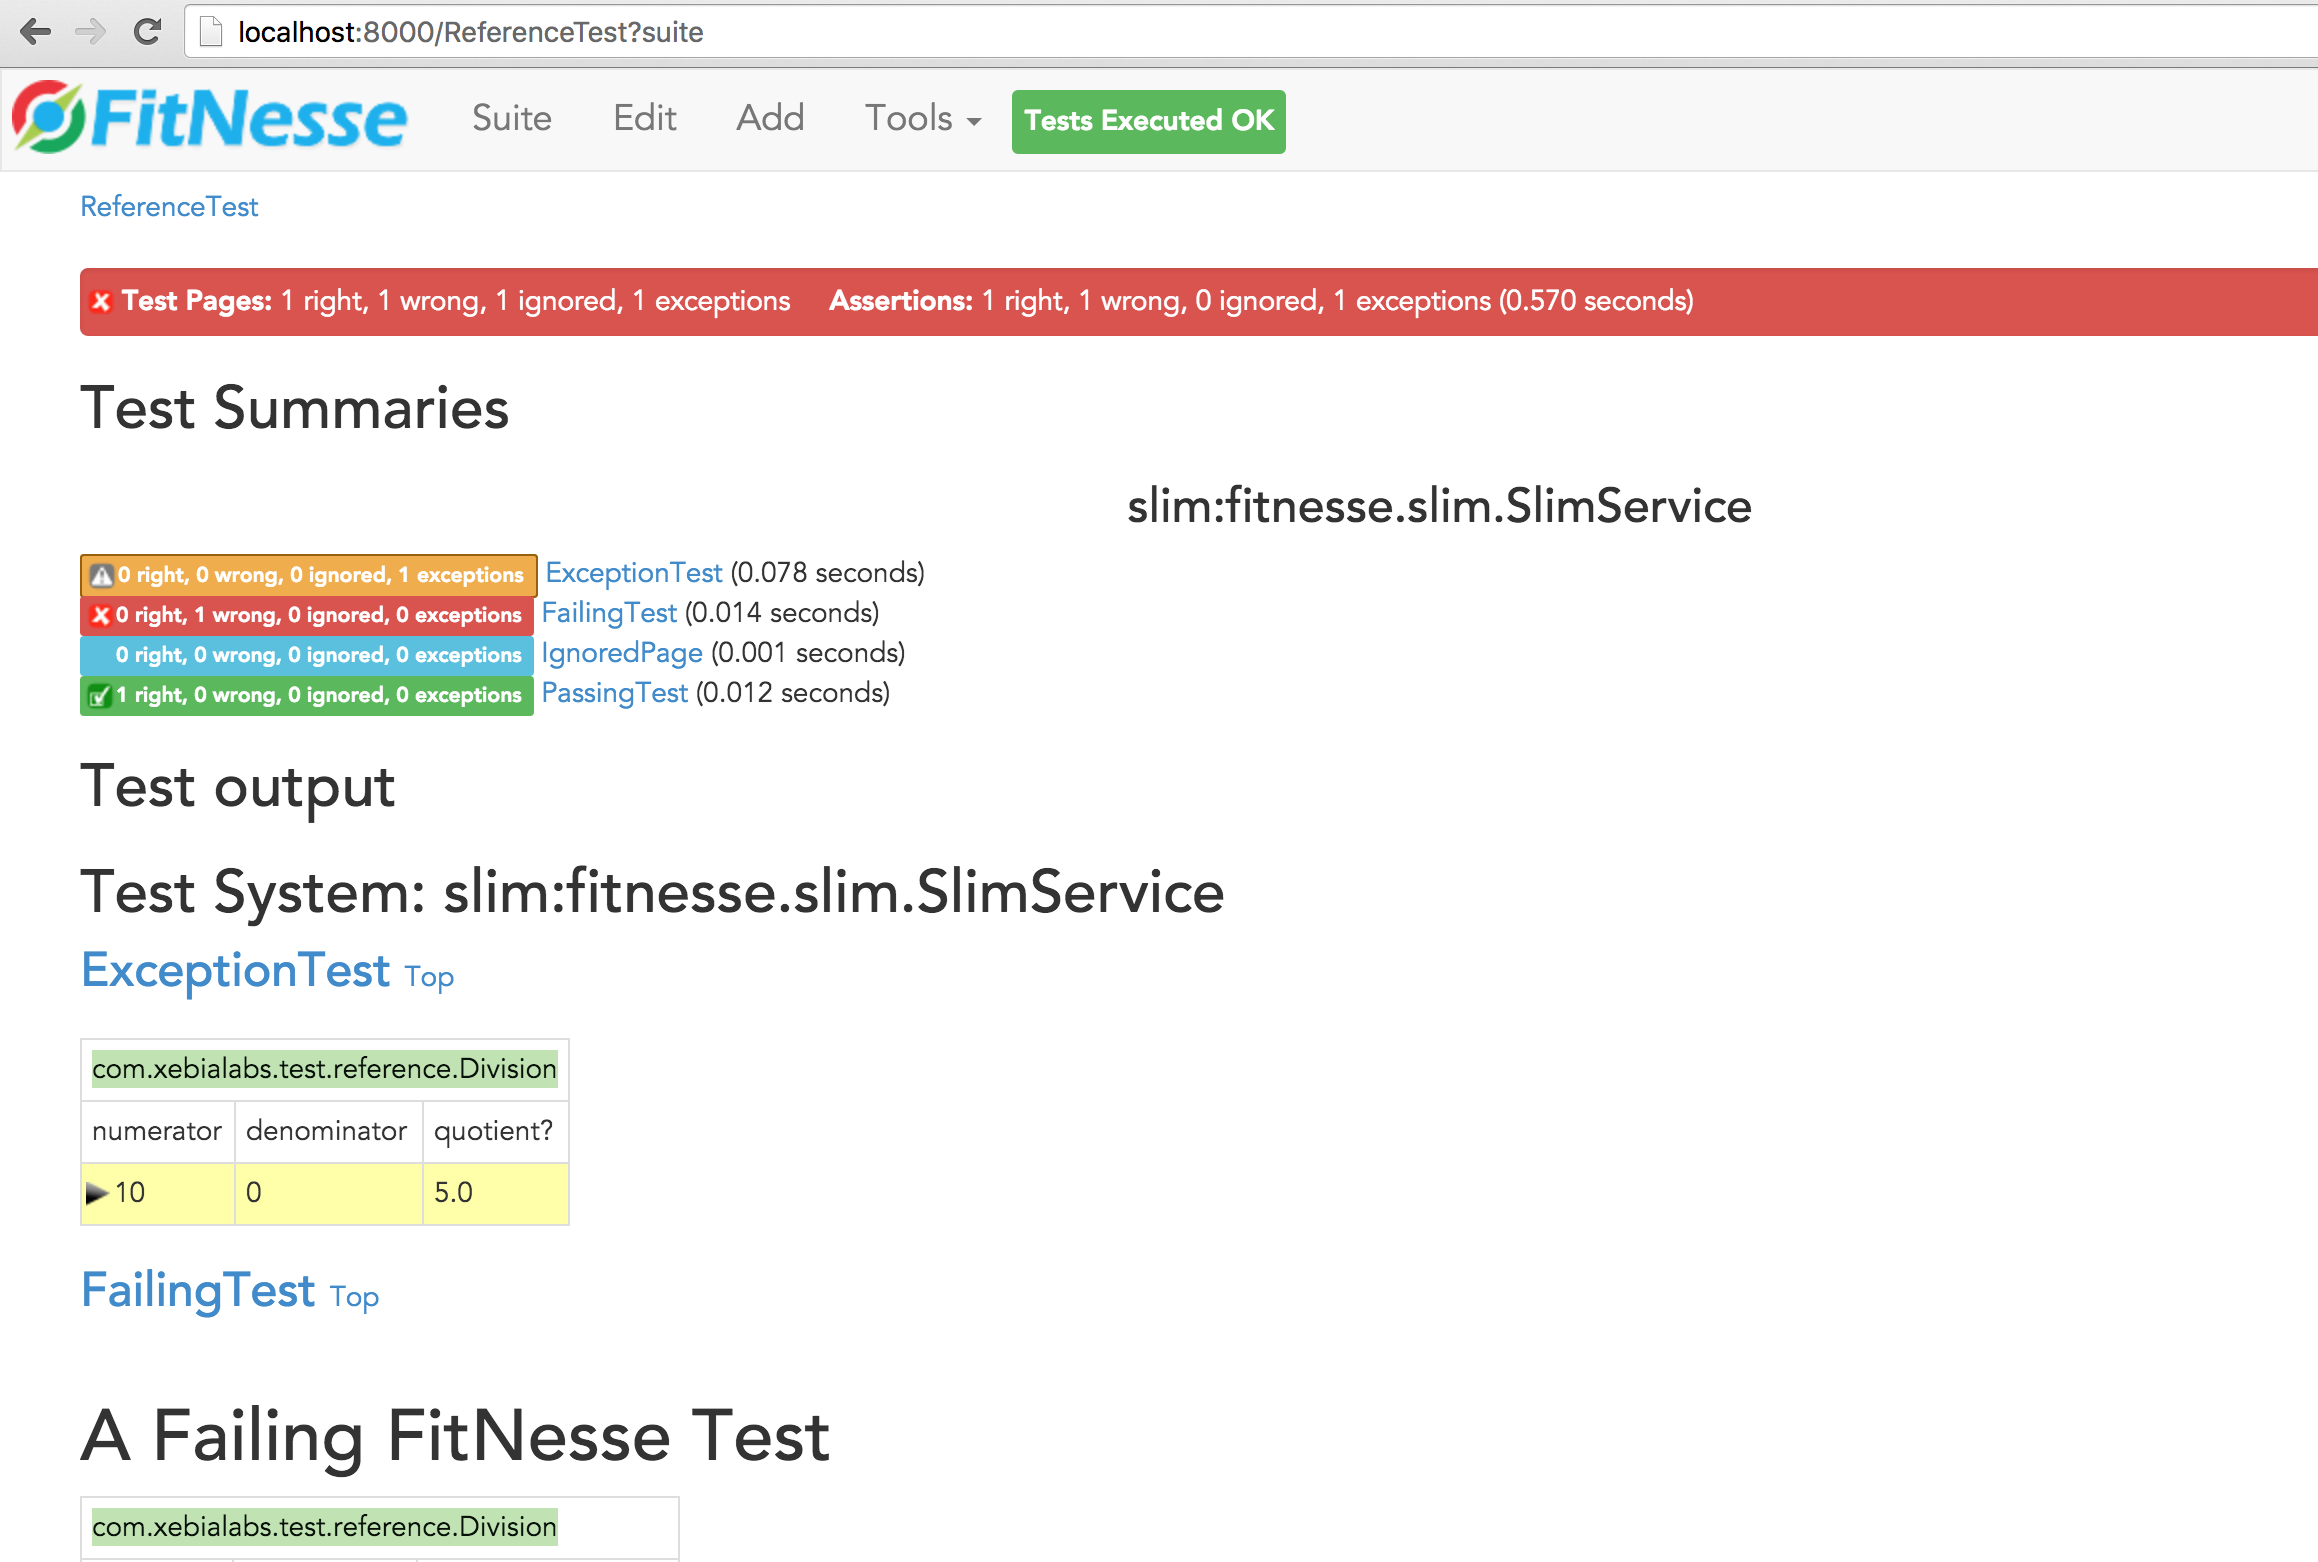 localhost:8000/ReferenceTest?suite
FitNesse Suite Edit Add Tools Tests Executed OK
ReferenceTest
Test Pages: 1 right, 1 wrong, 1 ignored, 1 exceptions Assertions: 1 right, 1 wrong, 0 ignored, 1 exceptions (0.570 seconds)
Test Summaries
slim:fitnesse.slim.SlimService
0 right, 0 wrong, 0 ignored, 1 exceptions ExceptionTest (0.078 seconds)
0 right, 1 wrong, 0 ignored, 0 exceptions FailingTest (0.014 seconds)
0 right, 0 wrong, 0 ignored, 0 exceptions IgnoredPage (0.001 seconds)
1 right, 0 wrong, 0 ignored, 0 exceptions PassingTest (0.012 seconds)
Test output
Test System: slim:fitnesse.slim.SlimService
ExceptionTest Top
com.xebialabs.test.reference.Division
numerator denominator quotient?
10 0 5.0
FailingTest Top
A Failing FitNesse Test
com.xebialabs.test.reference.Division